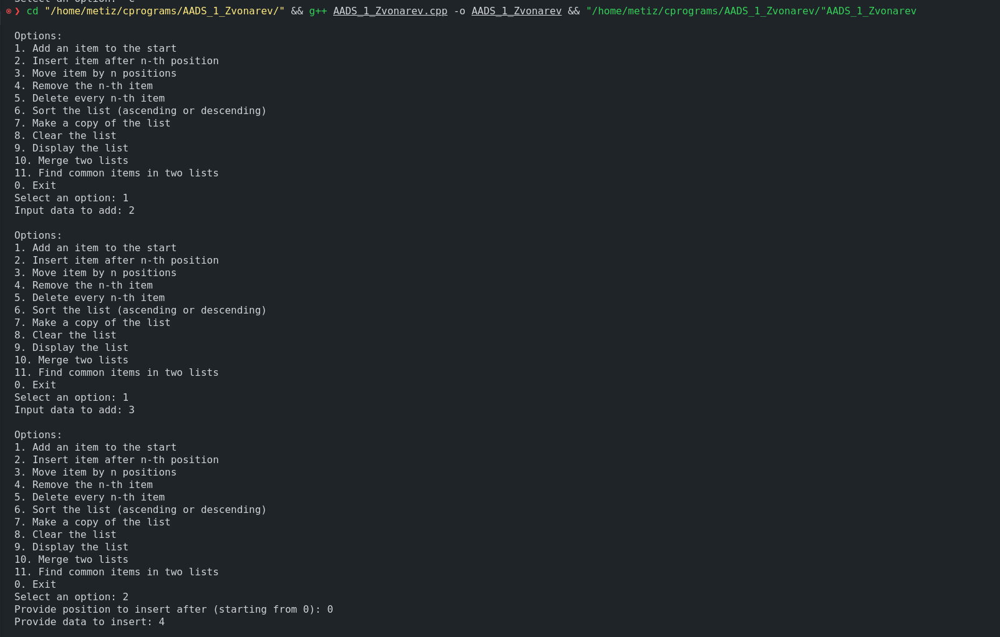 ❯ cd "/home/metiz/cprograms/AADS_1_Zvonarev/" && g++ AADS_1_Zvonarev.cpp -o AADS_1_Zvonarev && "/home/metiz/cprograms/AADS_1_Zvonarev/"AADS_1_Zvonarev
Options:
1. Add an item to the start
2. Insert item after n-th position
3. Move item by n positions
4. Remove the n-th item
5. Delete every n-th item
6. Sort the list (ascending or descending)
7. Make a copy of the list
8. Clear the list
9. Display the list
10. Merge two lists
11. Find common items in two lists
0. Exit
Select an option: 1
Input data to add: 2
Options:
1. Add an item to the start
2. Insert item after n-th position
3. Move item by n positions
4. Remove the n-th item
5. Delete every n-th item
6. Sort the list (ascending or descending)
7. Make a copy of the list
8. Clear the list
9. Display the list
10. Merge two lists
11. Find common items in two lists
0. Exit
Select an option: 1
Input data to add: 3
Options:
1. Add an item to the start
2. Insert item after n-th position
3. Move item by n positions
4. Remove the n-th item
5. Delete every n-th item
6. Sort the list (ascending or descending)
7. Make a copy of the list
8. Clear the list
9. Display the list
10. Merge two lists
11. Find common items in two lists
0. Exit
Select an option: 2
Provide position to insert after (starting from 0): 0
Provide data to insert: 4